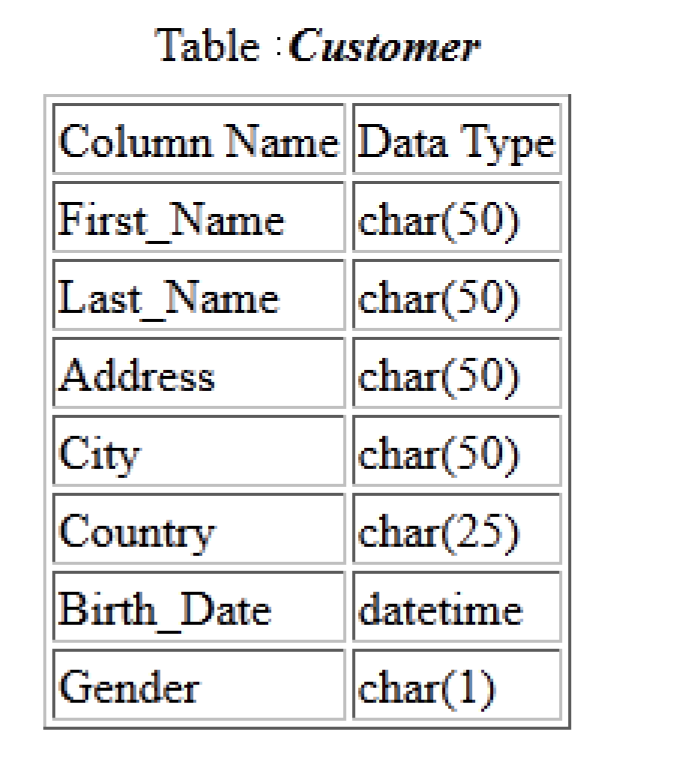 Table : Customer
Column Name Data Type
First_Name char(50)
Last_Name char(50)
Address char(50)
City char(50)
Country char(25)
Birth_Date datetime
Gender char(1)